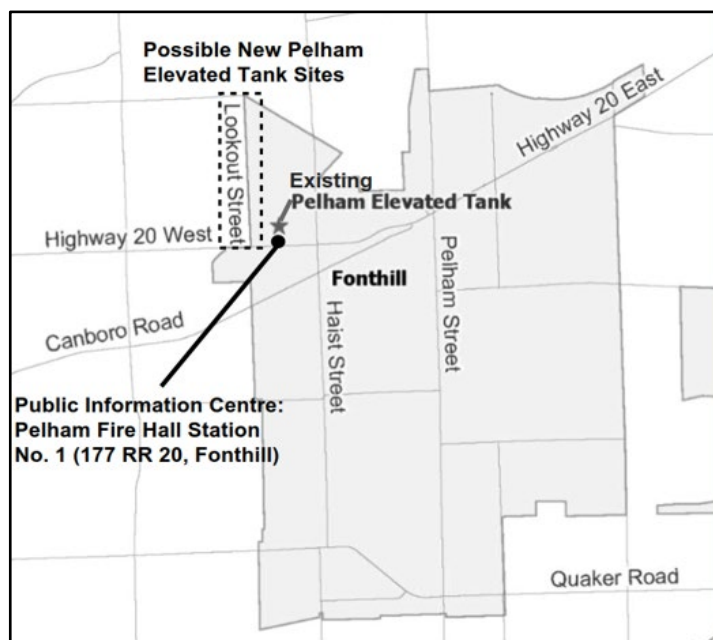 Possible New Pelham
Elevated Tank Sites
Lookout Street
Highway 20 East
Existing
Pelham Elevated Tank
Highway 20 West
Fonthill
Pelham Street
Haist Street
Canboro Road
Public Information Centre:
Pelham Fire Hall Station
No. 1 (177 RR 20, Fonthill)
Quaker Road